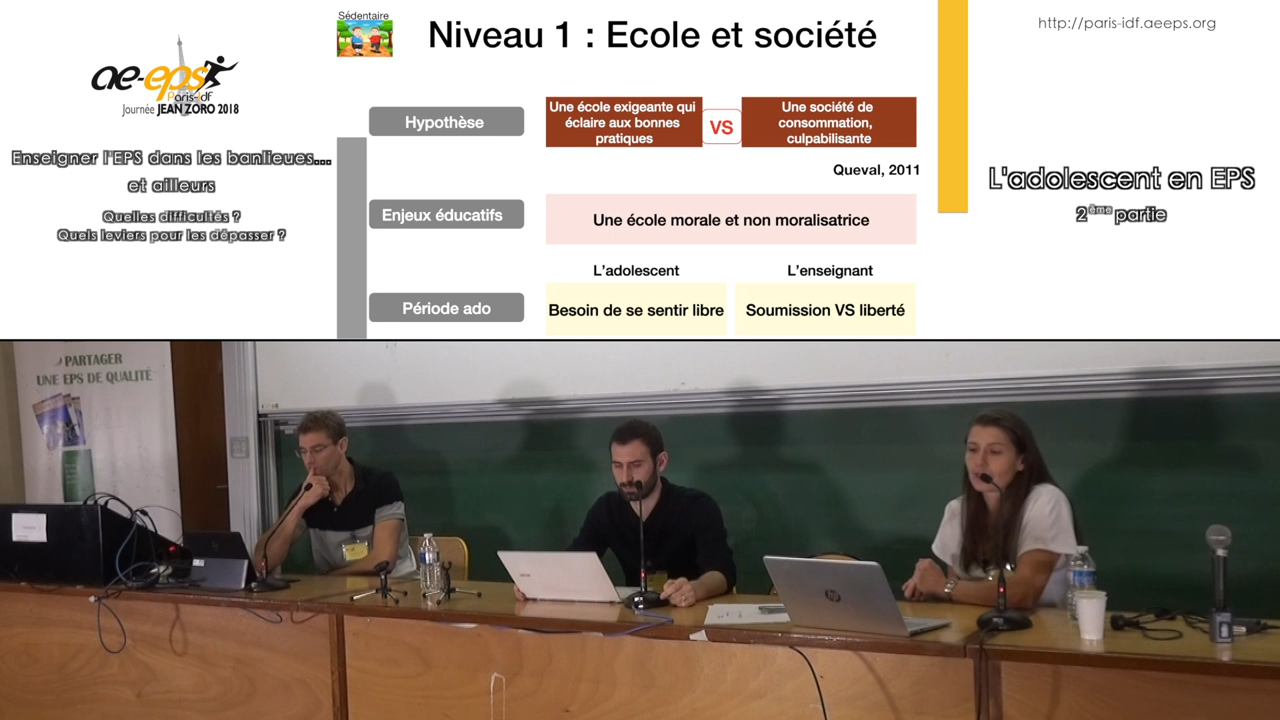 ae-eps
Paris-Idf
Journée JEAN ZORO 2018
Enseigner l'EPS dans les banlieues...
et ailleurs
Quelles difficultés ?
Quels leviers pour les dépasser ?
Sédentaire
Niveau 1 : Ecole et société
Hypothèse
Une école exigeante qui
éclaire aux bonnes
pratiques
VS
Une société de
consommation,
culpabilisante
Queval, 2011
Enjeux éducatifs
Une école morale et non moralisatrice
L'adolescent
L'enseignant
Période ado
Besoin de se sentir libre
Soumission VS liberté
http://paris-idf.aeeps.org
L'adolescent en EPS
2ème partie
PARTAGER
UNE EPS DE QUALITÉ
hp